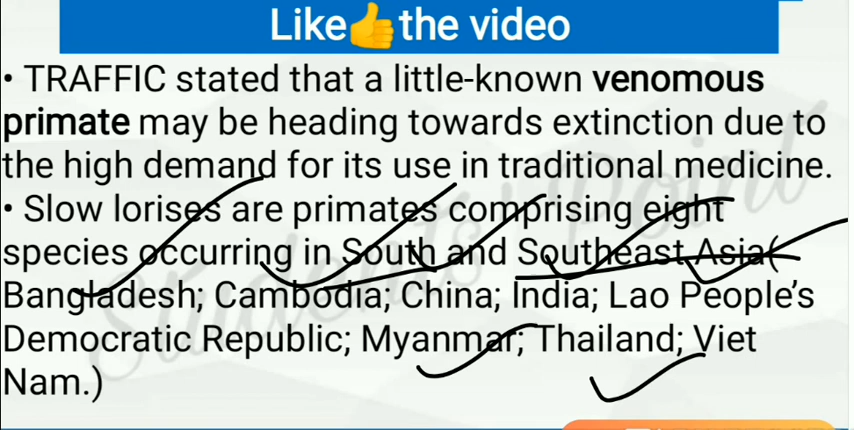 Like👍the video
• TRAFFIC stated that a little-known venomous
primate may be heading towards extinction due to
the high demand for its use in traditional medicine.
• Slow lorises are primates comprising eight
species occurring in South and Southeast Asia(
Bangladesh; Cambodia; China; India; Lao People's
Democratic Republic; Myanmar; Thailand; Viet
Nam.)
Students' Point